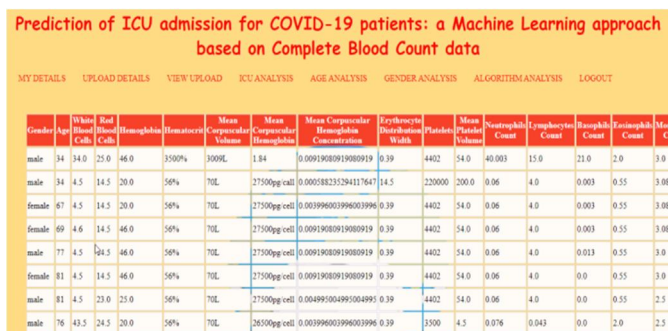 Prediction of ICU admission for COVID-19 patients: a Machine Learning approach
based on Complete Blood Count data
MY DETAILS UPLOAD DETAILS VIEW UPLOAD ICU ANALYSIS AGE ANALYSIS GENDER ANALYSIS ALGORITHM ANALYSIS LOGOUT
Gender Age White Blood Cells Red Blood Cells Hemoglobin Hematocrit Mean Corpuscular Volume Mean Corpuscular Hemoglobin Mean Corpuscular Hemoglobin Concentration Erythrocyte Distribution Width Platelets Mean Platelet Volume Neutrophils Count Lymphocytes Count Basophils Count Eosinophils Count
male 34 34.0 25.0 46.0 3500% 3009L 1.84 0.00919080919080919 0.39 4402 54.0 40.003 15.0 21.0 2.0 3.0
male 34 4.5 14.5 20.0 56% 70L 27500pg/cell 0.000588235294117647 14.5 220000 200.0 0.06 4.0 0.003 0.55 3.08
female 67 4.5 14.5 20.0 56% 70L 27500pg/cell 0.003996003996003996 0.39 4402 54.0 0.06 4.0 0.003 0.55 3.08
female 69 4.6 14.5 46.0 56% 70L 27500pg/cell 0.00919080919080919 0.39 4402 54.0 0.06 4.0 0.003 0.55 3.08
male 77 4.5 14.5 46.0 56% 70L 27500pg/cell 0.00919080919080919 0.39 4402 54.0 0.06 4.0 0.013 0.55 3.0
female 81 4.5 14.5 46.0 56% 70L 27500pg/cell 0.00919080919080919 0.39 4402 54.0 0.06 4.0 0.0 0.55 3.0
male 81 4.5 23.0 25.0 56% 70L 27500pg/cell 0.004995004995004995 0.39 4402 54.0 0.06 4.0 0.0 0.55 2.5
male 76 43.5 24.5 20.0 56% 70L 26500pg/cell 0.003996003996003996 0.39 3500 4.5 0.076 0.043 0.0 2.0 2.5